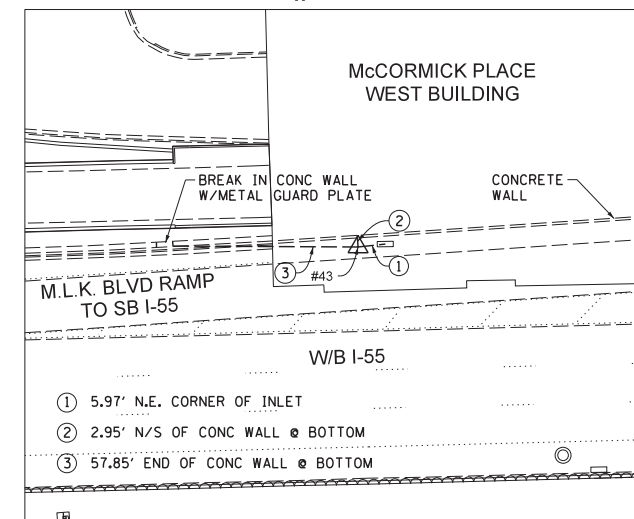 McCORMICK PLACE
WEST BUILDING
BREAK IN CONC WALL
W/METAL GUARD PLATE
CONCRETE
WALL
2
3
#43
1
M.L.K. BLVD RAMP
TO SB I-55
W/B I-55
1 5.97' N.E. CORNER OF INLET
2 2.95' N/S OF CONC WALL @ BOTTOM
3 57.85' END OF CONC WALL @ BOTTOM